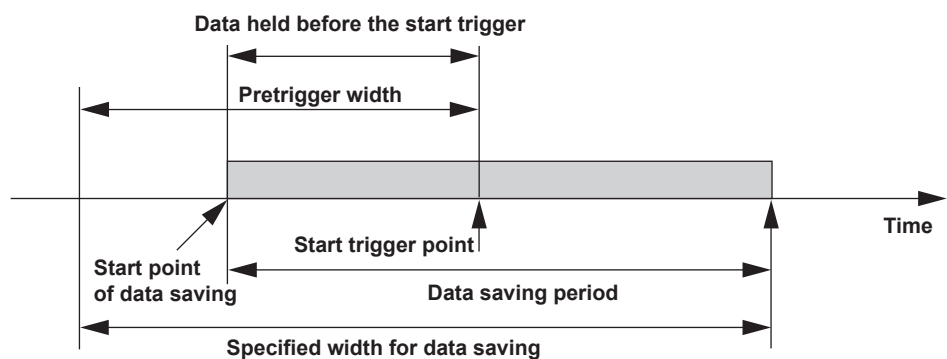 Data held before the start trigger
Pretrigger width
Time
Start trigger point
Start point
of data saving
Data saving period
Specified width for data saving